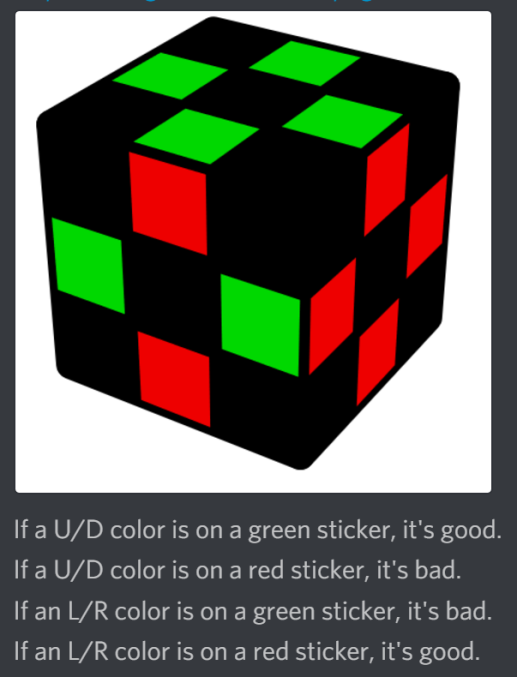 If a U/D color is on a green sticker, it's good.
If a U/D color is on a red sticker, it's bad.
If an L/R color is on a green sticker, it's bad.
If an L/R color is on a red sticker, it's good.